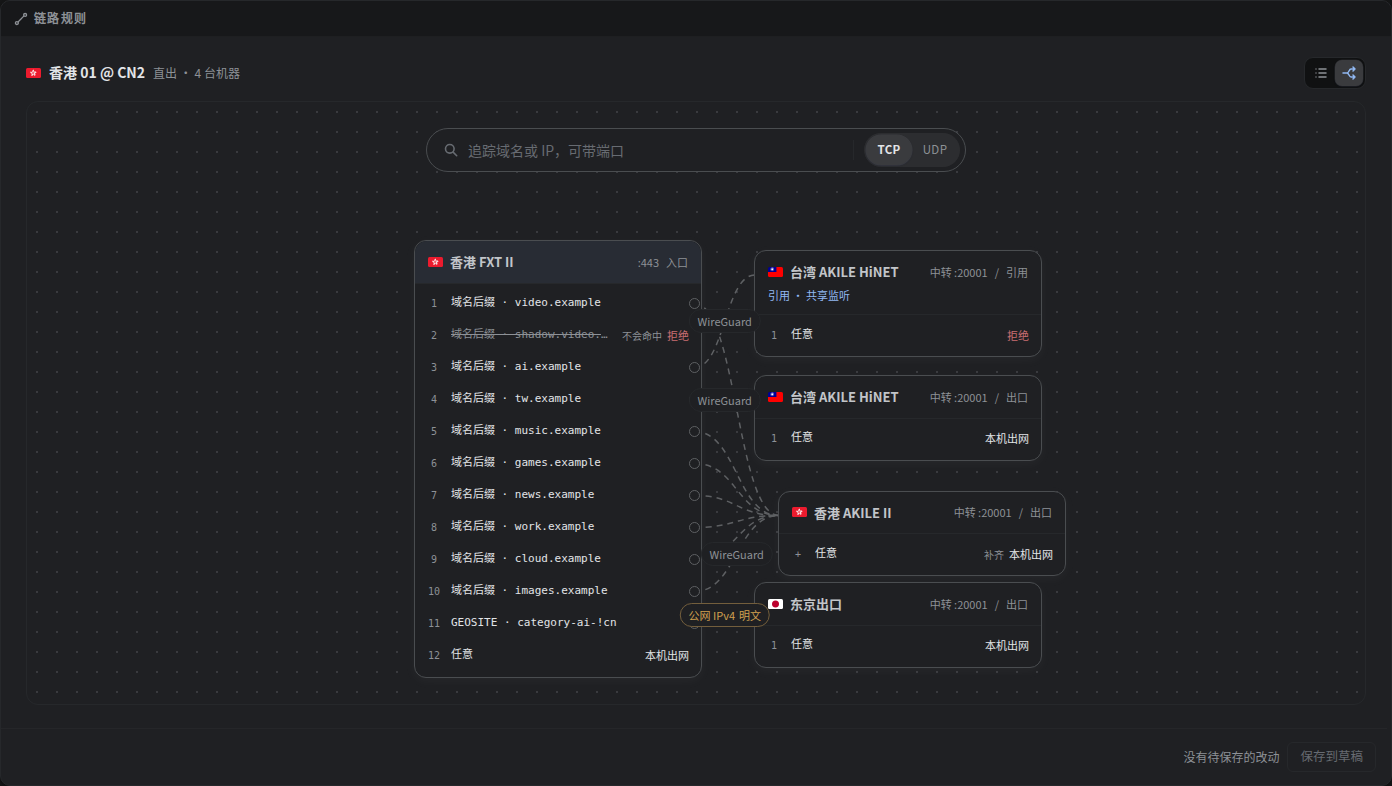 链路规则
香港 01 @ CN2 直出 · 4 台机器
追踪域名或 IP，可带端口 TCP UDP
香港 FXT II :443 入口
1 域名后缀 · video.example
2 域名后缀 · shadow.video.… 不会命中 拒绝
3 域名后缀 · ai.example
4 域名后缀 · tw.example
5 域名后缀 · music.example
6 域名后缀 · games.example
7 域名后缀 · news.example
8 域名后缀 · work.example
9 域名后缀 · cloud.example
10 域名后缀 · images.example
11 GEOSITE · category-ai-!cn
12 任意 本机出网
WireGuard
WireGuard
WireGuard
公网 IPv4 明文
台湾 AKILE HiNET 中转 :20001 / 引用
引用 · 共享监听
1 任意 拒绝
台湾 AKILE HiNET 中转 :20001 / 出口
1 任意 本机出网
香港 AKILE II 中转 :20001 / 出口
+ 任意 补齐 本机出网
东京出口 中转 :20001 / 出口
1 任意 本机出网
没有待保存的改动 保存到草稿